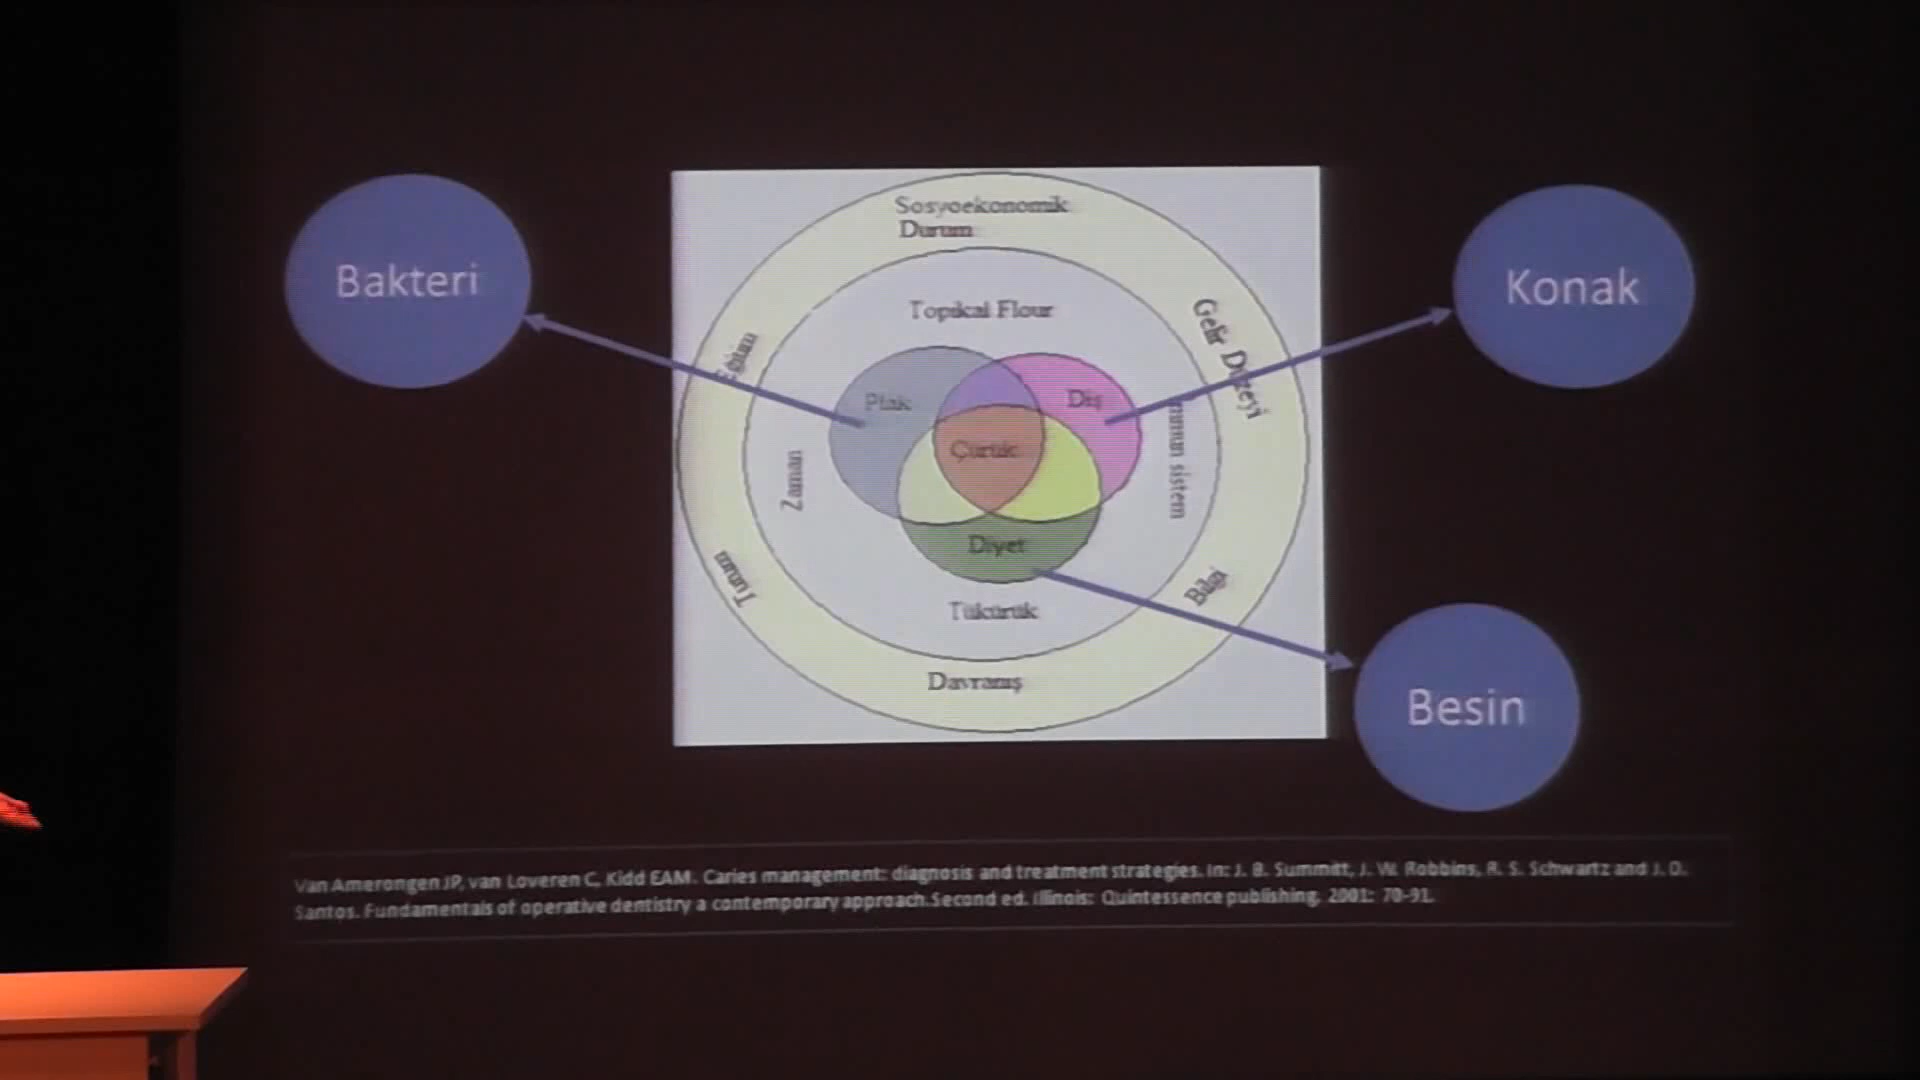 Bakteri
Konak
Besin
Sosyoekonomik
Durum
Topikal Flour
Eğitim
Gelir Düzeyi
Plak
Diş
Çürük
Zaman
sistem
Diyet
Tutum
Bilgi
Tükürük
Davranış
Van Amerongen JP, van Loveren C, Kidd EAM. Caries management: diagnosis and treatment strategies. In: J. B. Summitt, J. W. Robbins, R. S. Schwartz and J. D.
Santos. Fundamentals of operative dentistry a contemporary approach.Second ed. Illinois: Quintessence publishing. 2001: 70-91.